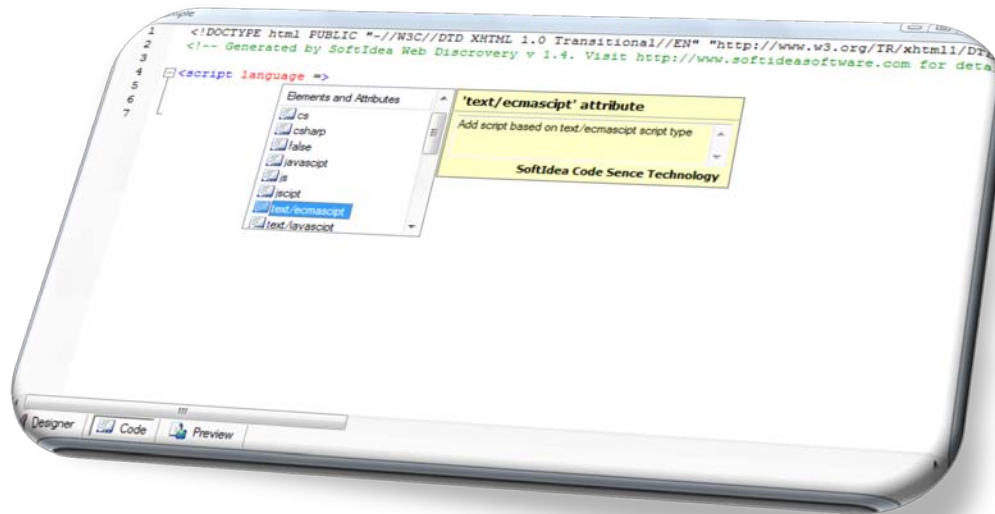 1 <!DOCTYPE html PUBLIC "-//W3C//DTD XHTML 1.0 Transitional//EN" "http://www.w3.org/TR/xhtml1/DT
2 <!-- Generated by SoftIdea Web Discrovery v 1.4. Visit http://www.softideasoftware.com for deta
3
4 <script language =>
5
6
7
Elements and Attributes
cs
csharp
false
javascipt
js
jscipt
text/ecmascipt
text/javascipt
'text/ecmascipt' attribute
Add script based on text/ecmascipt script type
SoftIdea Code Sence Technology
Designer Code Preview